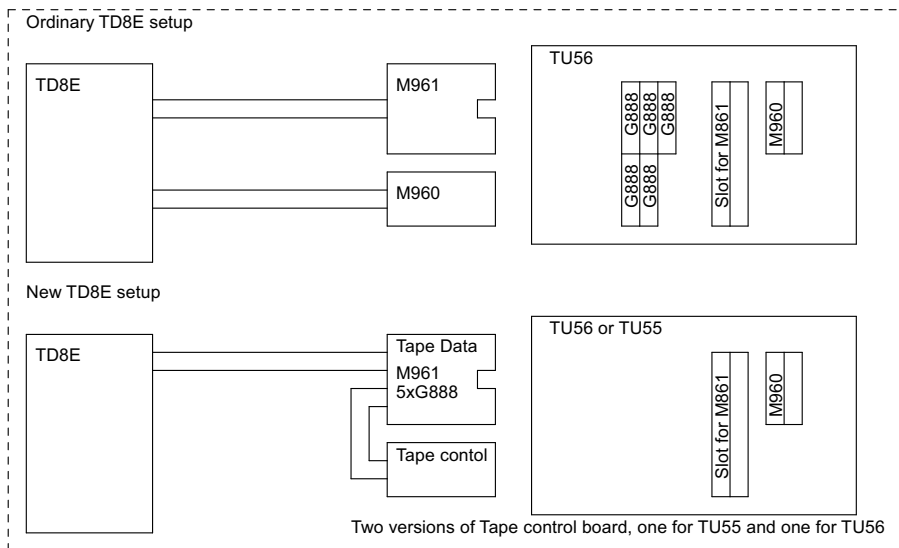 Ordinary TD8E setup
TD8E
M961
M960
TU56
G888
G888
G888
G888
G888
Slot for M861
M960
New TD8E setup
TD8E
Tape Data
M961
5xG888
Tape contol
TU56 or TU55
Slot for M861
M960
Two versions of Tape control board, one for TU55 and one for TU56